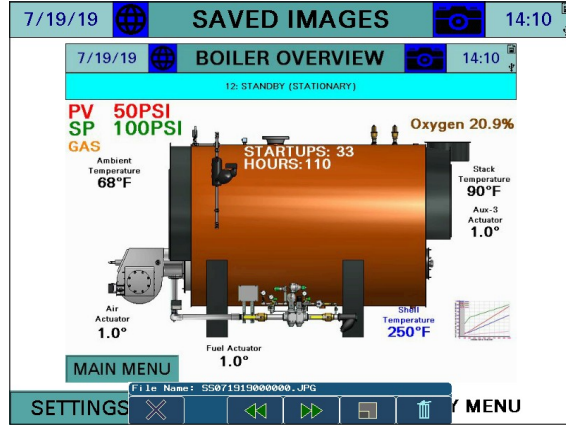 7/19/19 SAVED IMAGES 14:10
7/19/19 BOILER OVERVIEW 14:10
12: STANDBY (STATIONARY)
PV 50PSI
SP 100PSI
GAS
Oxygen 20.9%
STARTUPS: 33
HOURS:110
Ambient
Temperature
68°F
Stack
Temperature
90°F
Aux-3
Actuator
1.0°
Air
Actuator
1.0°
Shell
Temperature
250°F
Fuel Actuator
1.0°
MAIN MENU
File Name: SS071919000000.JPG
SETTINGS
Y MENU